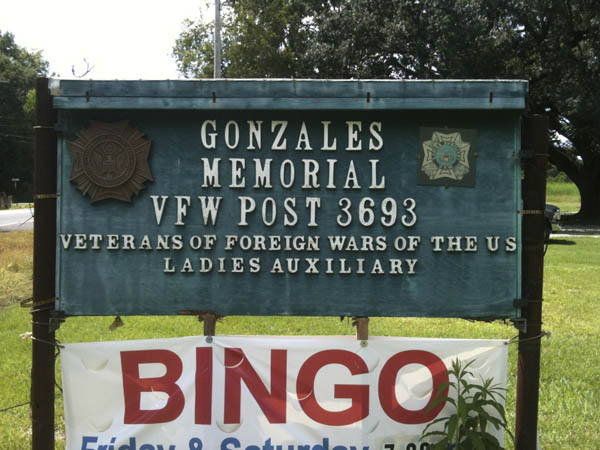 GONZALES
MEMORIAL
VFW POST 3693
VETERANS OF FOREIGN WARS OF THE US
LADIES AUXILIARY
BINGO
Friday & Saturday